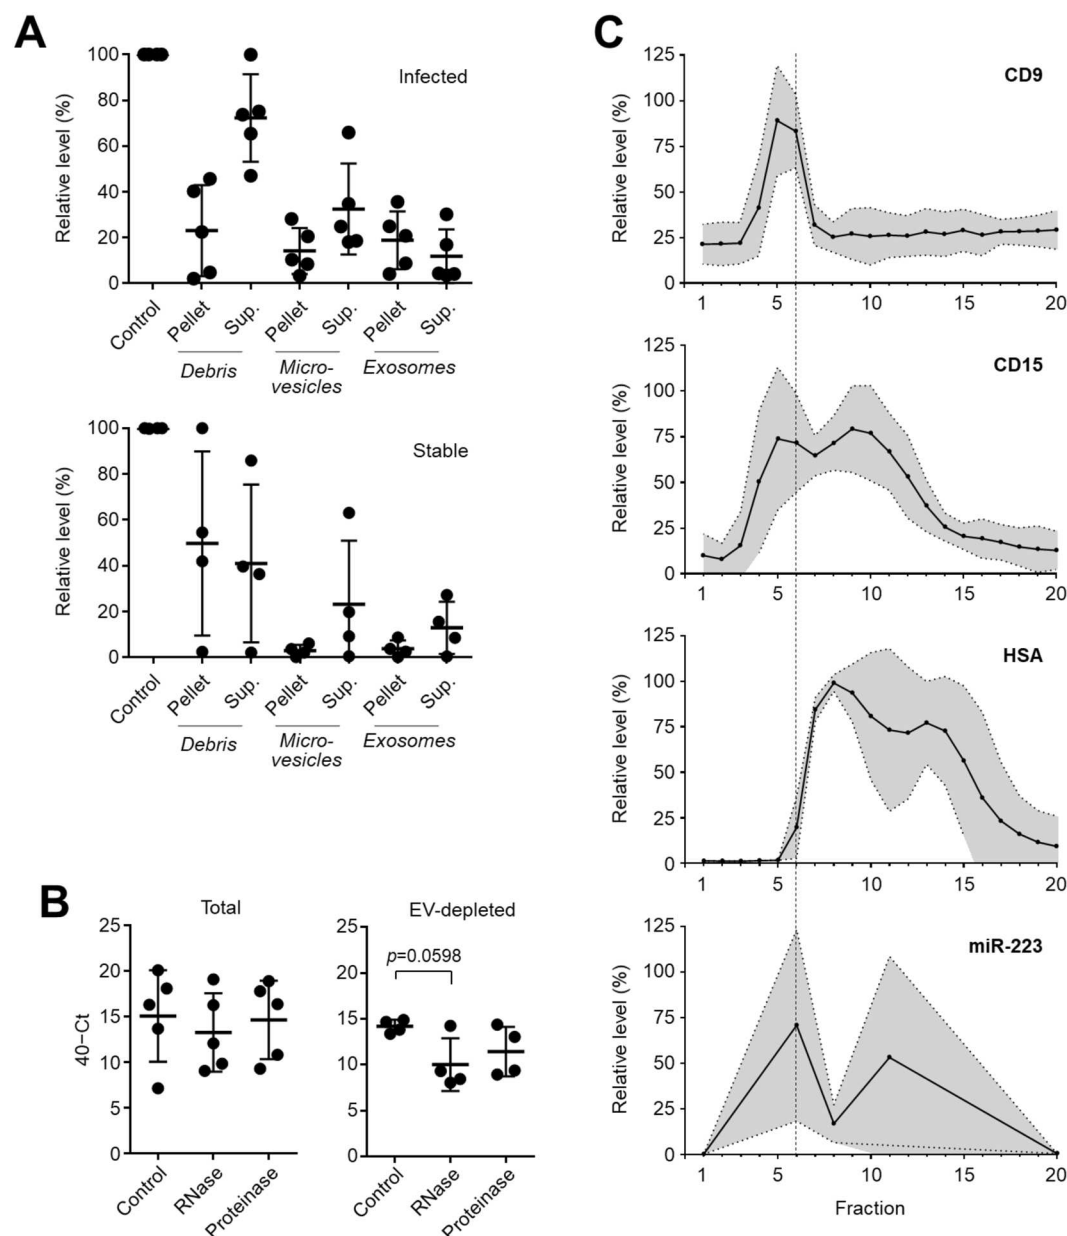 A
Infected
Relative level (%)
100
80
60
40
20
0
Control
Pellet
Sup.
Pellet
Sup.
Pellet
Sup.
Debris
Micro-
vesicles
Exosomes
Stable
Relative level (%)
100
80
60
40
20
0
Control
Pellet
Sup.
Pellet
Sup.
Pellet
Sup.
Debris
Micro-
vesicles
Exosomes
B
Total
40−Ct
25
20
15
10
5
0
Control
RNase
Proteinase
EV-depleted
p=0.0598
25
20
15
10
5
0
Control
RNase
Proteinase
C
CD9
Relative level (%)
125
100
75
50
25
0
1 5 10 15 20
CD15
Relative level (%)
125
100
75
50
25
0
1 5 10 15 20
HSA
Relative level (%)
125
100
75
50
25
0
1 5 10 15 20
miR-223
Relative level (%)
125
100
75
50
25
0
1 5 10 15 20
Fraction